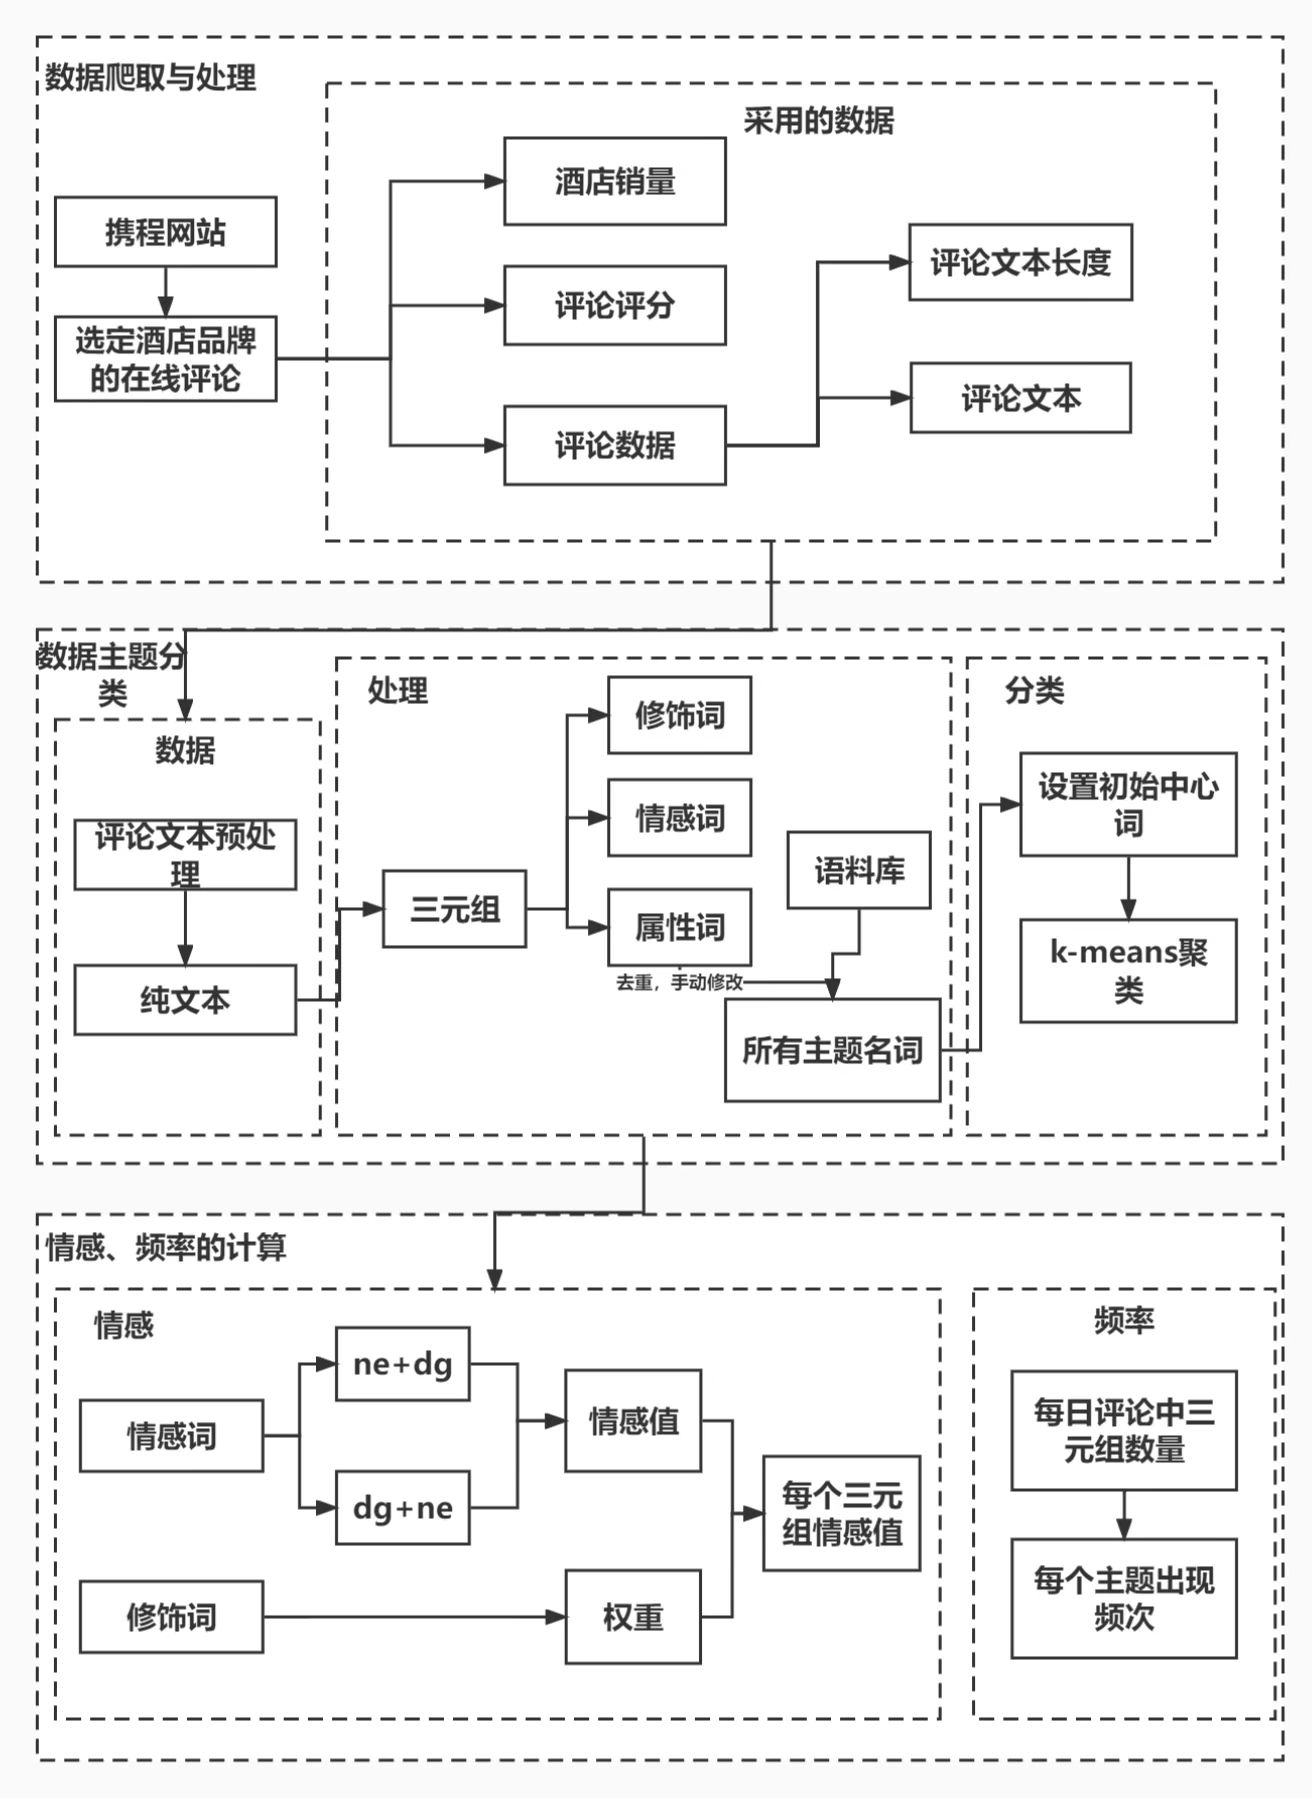 数据爬取与处理
采用的数据
酒店销量
携程网站
评论文本长度
评论评分
选定酒店品牌
的在线评论
评论文本
评论数据
数据主题分
类
处理
修饰词
分类
数据
设置初始中心
词
情感词
评论文本预处
理
语料库
三元组
属性词
k-means聚
类
去重，手动修改
纯文本
所有主题名词
情感、频率的计算
情感
频率
ne+dg
每日评论中三
元组数量
情感值
情感词
每个三元
组情感值
dg+ne
每个主题出现
频次
修饰词
权重